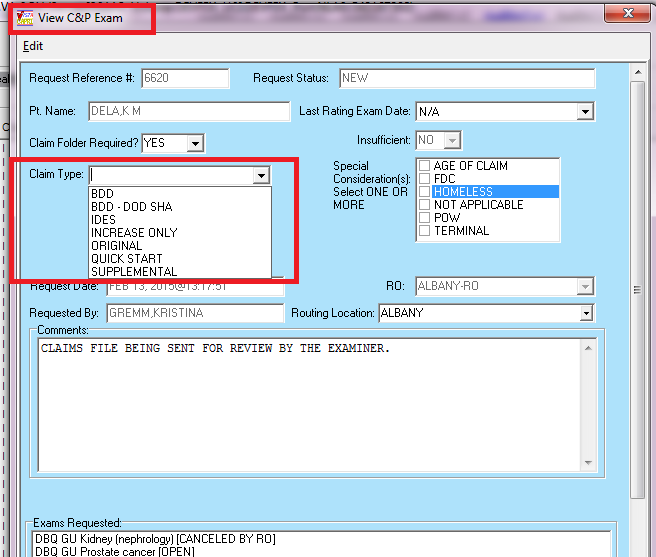 View C&P Exam
Edit
Request Reference #: 6620 Request Status: NEW
Pt. Name: DELA,K M Last Rating Exam Date: N/A
Claim Folder Required? YES Insufficient: NO
Claim Type:
BDD
BDD - DOD SHA
IDES
INCREASE ONLY
ORIGINAL
QUICK START
SUPPLEMENTAL
Special
Consideration(s):
Select ONE OR
MORE
AGE OF CLAIM
FDC
HOMELESS
NOT APPLICABLE
POW
TERMINAL
Request Date: FEB 13, 2015@13:17:51 RO: ALBANY-RO
Requested By: GREMM,KRISTINA Routing Location: ALBANY
Comments:
CLAIMS FILE BEING SENT FOR REVIEW BY THE EXAMINER.
Exams Requested:
DBQ GU Kidney (nephrology) [CANCELED BY RO]
DBQ GU Prostate cancer [OPEN]